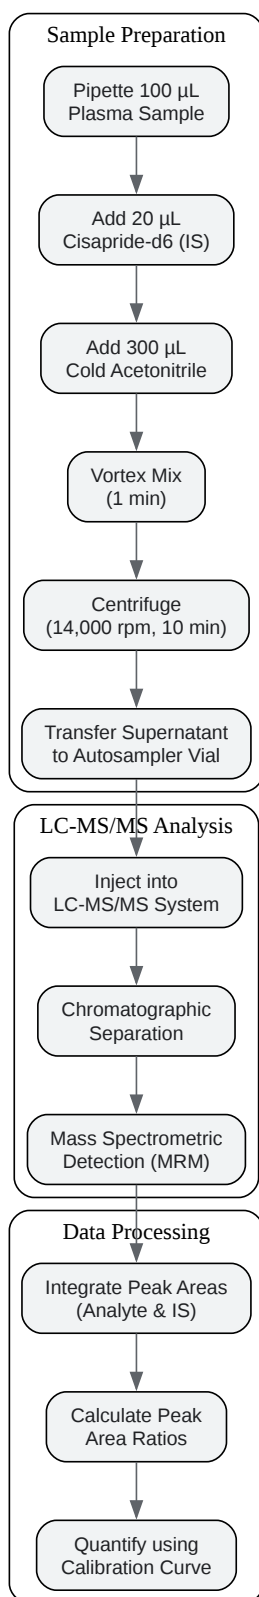 Sample Preparation
Pipette 100 µL
Plasma Sample
Add 20 µL
Cisapride-d6 (IS)
Add 300 µL
Cold Acetonitrile
Vortex Mix
(1 min)
Centrifuge
(14,000 rpm, 10 min)
Transfer Supernatant
to Autosampler Vial
LC-MS/MS Analysis
Inject into
LC-MS/MS System
Chromatographic
Separation
Mass Spectrometric
Detection (MRM)
Data Processing
Integrate Peak Areas
(Analyte & IS)
Calculate Peak
Area Ratios
Quantify using
Calibration Curve